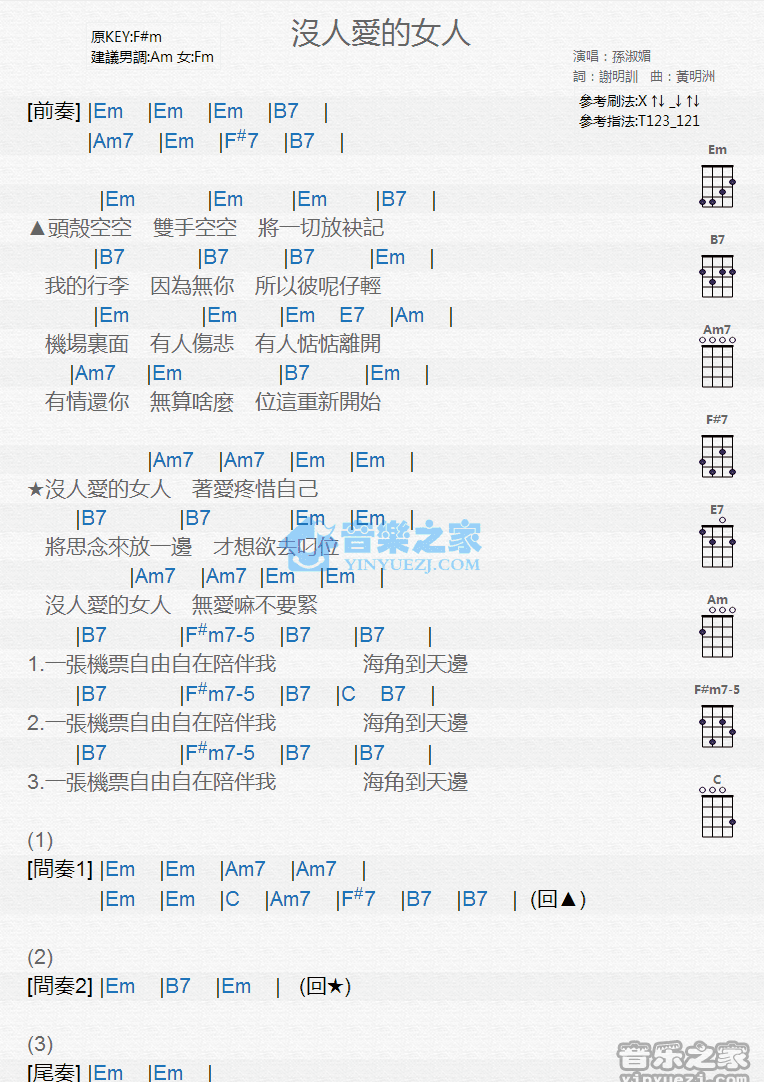 沒人愛的女人
原KEY:F#m
建議男調:Am 女:Fm
演唱：孫淑媚
詞：謝明訓　曲：黃明洲
參考刷法:X ↑↓ _↓ ↑↓
參考指法:T123_121
[前奏] |Em |Em |Em |B7 |
|Am7 |Em |F#7 |B7 |
|Em |Em |Em |B7 |
▲頭殼空空　雙手空空　將一切放袂記
|B7 |B7 |B7 |Em |
我的行李　因為無你　所以彼呢仔輕
|Em |Em |Em E7 |Am |
機場裏面　有人傷悲　有人惦惦離開
|Am7 |Em |B7 |Em |
有情還你　無算啥麼　位這重新開始
|Am7 |Am7 |Em |Em |
★沒人愛的女人　著愛疼惜自己
|B7 |B7 |Em |Em |
將思念來放一邊　才想欲去叼位
|Am7 |Am7 |Em |Em |
沒人愛的女人　無愛嘛不要緊
|B7 |F#m7-5 |B7 |B7 |
1.一張機票自由自在陪伴我　　　　海角到天邊
|B7 |F#m7-5 |B7 |C B7 |
2.一張機票自由自在陪伴我　　　　海角到天邊
|B7 |F#m7-5 |B7 |B7 |
3.一張機票自由自在陪伴我　　　　海角到天邊
(1)
[間奏1] |Em |Em |Am7 |Am7 |
|Em |Em |C |Am7 |F#7 |B7 |B7 | (回▲)
(2)
[間奏2] |Em |B7 |Em | (回★)
(3)
[尾奏] |Em |Em |
Em
B7
Am7
F#7
E7
Am
F#m7-5
C
音樂之家
YINYUEZJ.COM
音乐之家
yinyuezj.com